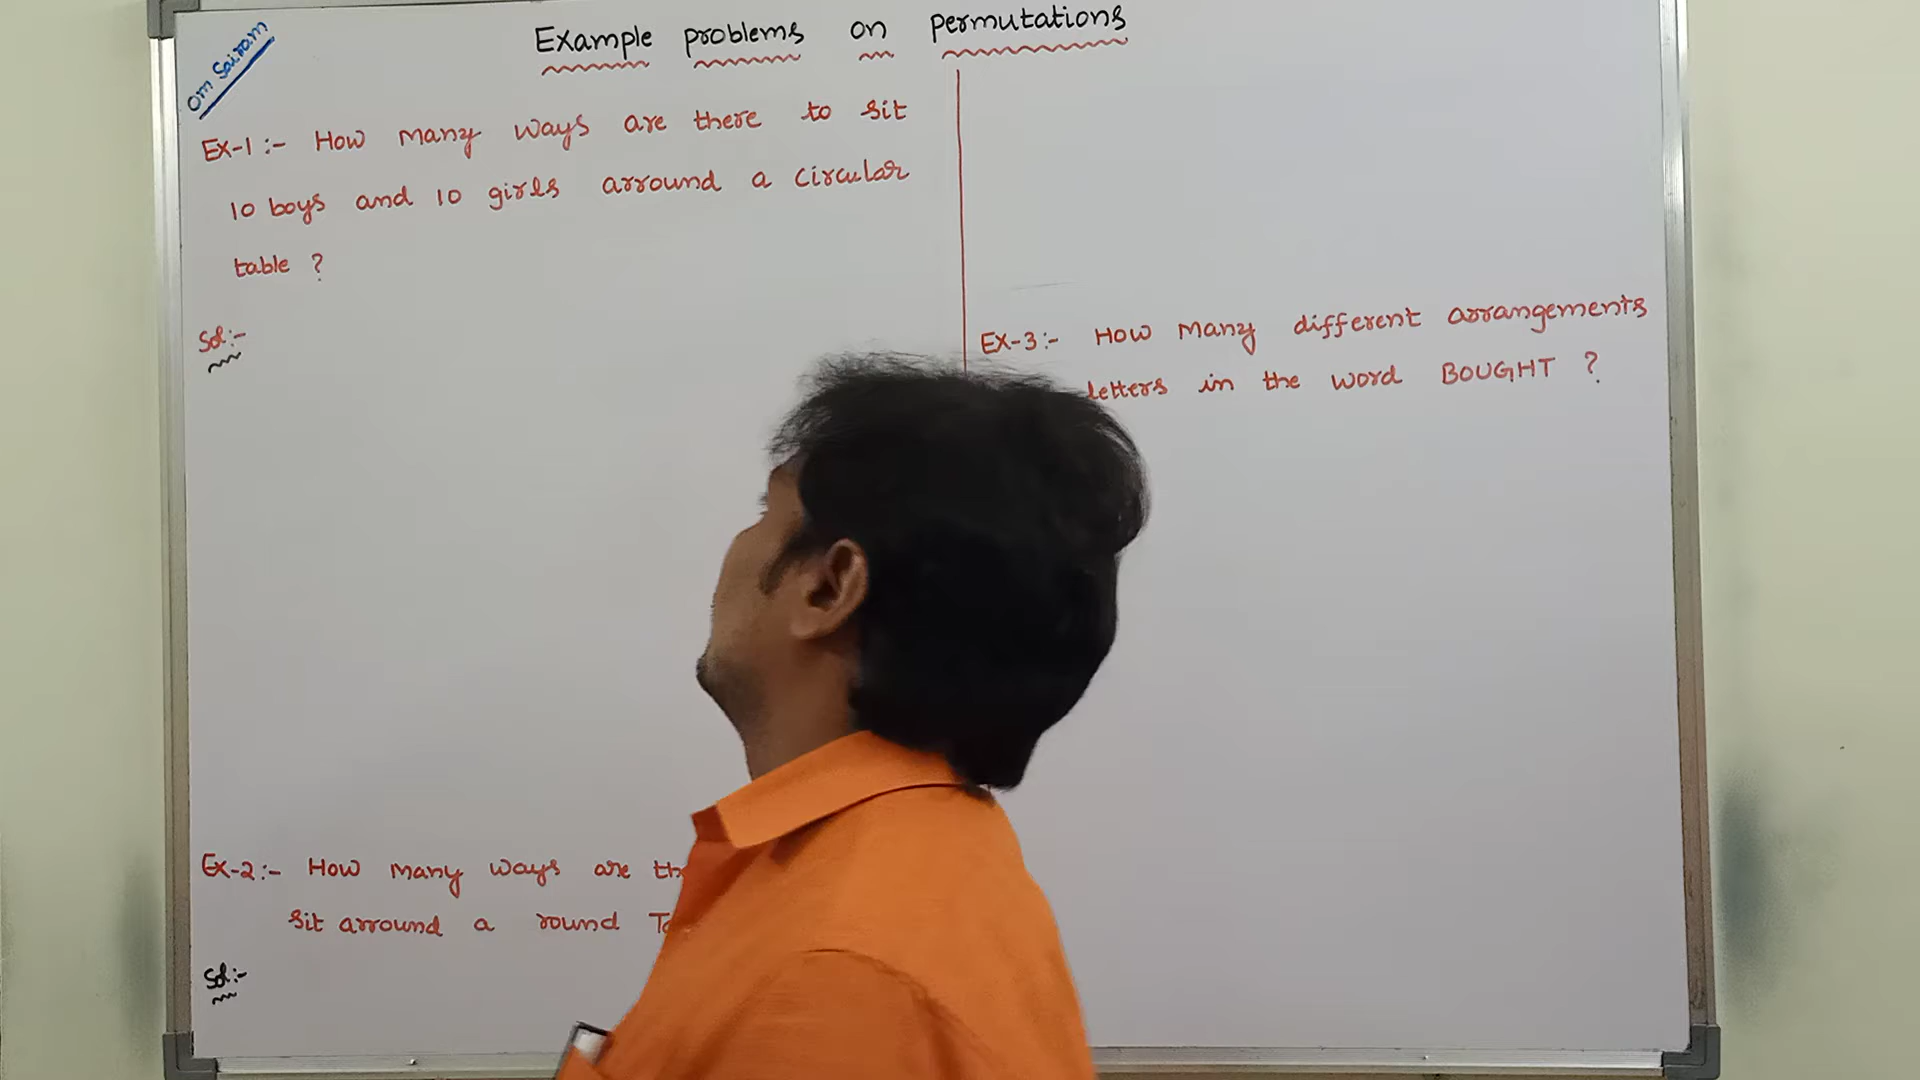 Om Sairam
Example problems on permutations
Ex-1:- How many ways are there to sit
10 boys and 10 girls arround a circular
table ?
Sol:-
Ex-2:- How many ways are
sit arround a round
Sol:-
Ex-3:- How many different arrangements
letters in the word BOUGHT ?